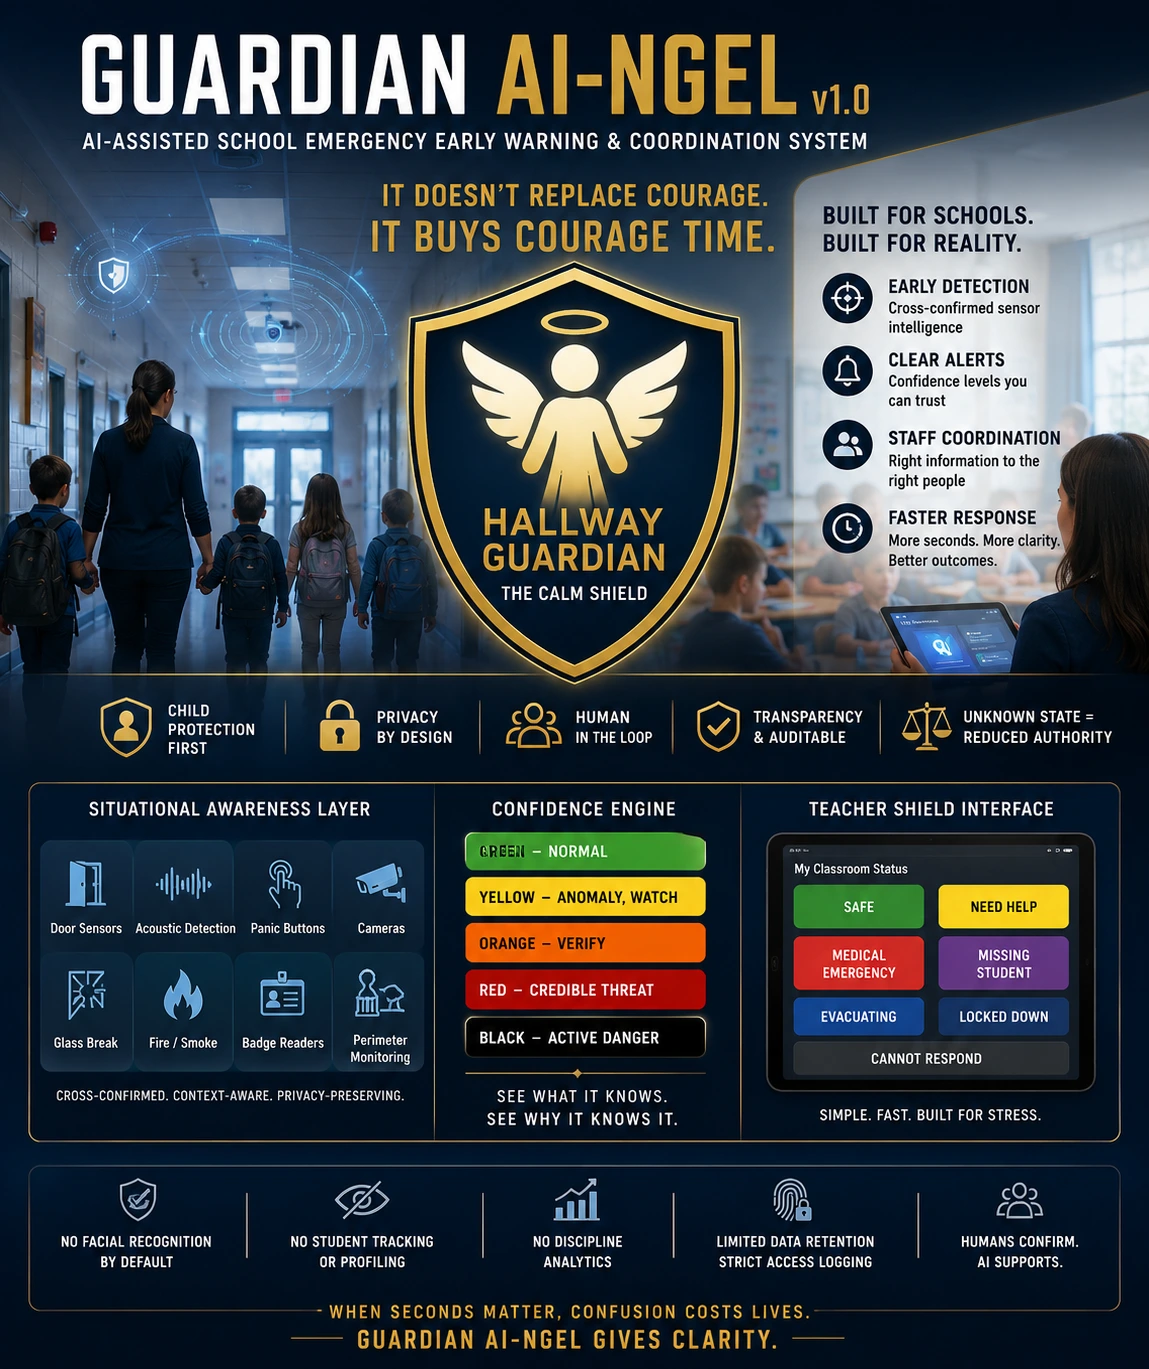 GUARDIAN AI-NGEL v1.0
AI-ASSISTED SCHOOL EMERGENCY EARLY WARNING & COORDINATION SYSTEM
IT DOESN'T REPLACE COURAGE.
IT BUYS COURAGE TIME.
BUILT FOR SCHOOLS.
BUILT FOR REALITY.
EARLY DETECTION
Cross-confirmed sensor
intelligence
CLEAR ALERTS
Confidence levels you
can trust
STAFF COORDINATION
Right information to the
right people
FASTER RESPONSE
More seconds. More clarity.
Better outcomes.
HALLWAY
GUARDIAN
THE CALM SHIELD
CHILD
PROTECTION
FIRST
PRIVACY
BY DESIGN
HUMAN
IN THE LOOP
TRANSPARENCY
& AUDITABLE
UNKNOWN STATE =
REDUCED AUTHORITY
SITUATIONAL AWARENESS LAYER
Door Sensors
Acoustic Detection
Panic Buttons
Cameras
Glass Break
Fire / Smoke
Badge Readers
Perimeter
Monitoring
CROSS-CONFIRMED. CONTEXT-AWARE. PRIVACY-PRESERVING.
CONFIDENCE ENGINE
GREEN – NORMAL
YELLOW – ANOMALY, WATCH
ORANGE – VERIFY
RED – CREDIBLE THREAT
BLACK – ACTIVE DANGER
SEE WHAT IT KNOWS.
SEE WHY IT KNOWS IT.
TEACHER SHIELD INTERFACE
My Classroom Status
SAFE
NEED HELP
MEDICAL
EMERGENCY
MISSING
STUDENT
EVACUATING
LOCKED DOWN
CANNOT RESPOND
SIMPLE. FAST. BUILT FOR STRESS.
NO FACIAL RECOGNITION
BY DEFAULT
NO STUDENT TRACKING
OR PROFILING
NO DISCIPLINE
ANALYTICS
LIMITED DATA RETENTION
STRICT ACCESS LOGGING
HUMANS CONFIRM.
AI SUPPORTS.
WHEN SECONDS MATTER, CONFUSION COSTS LIVES.
GUARDIAN AI-NGEL GIVES CLARITY.